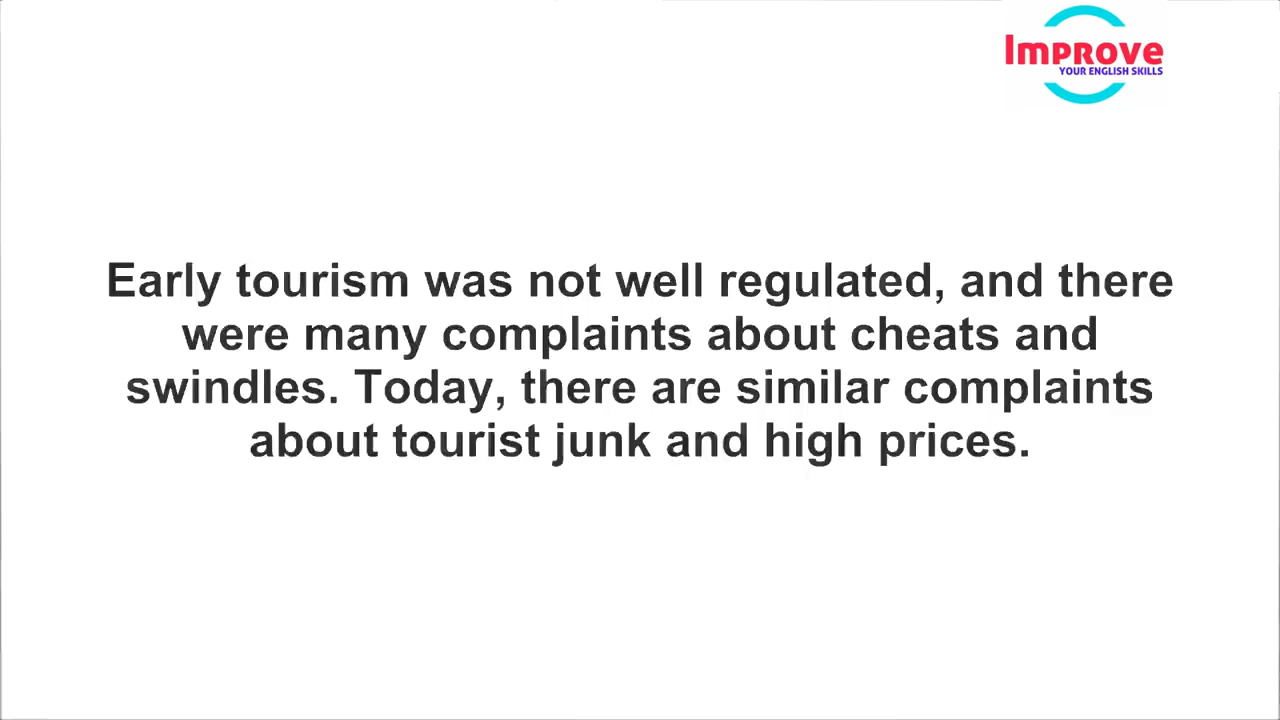 Improve
YOUR ENGLISH SKILLS
Early tourism was not well regulated, and there
were many complaints about cheats and
swindles. Today, there are similar complaints
about tourist junk and high prices.